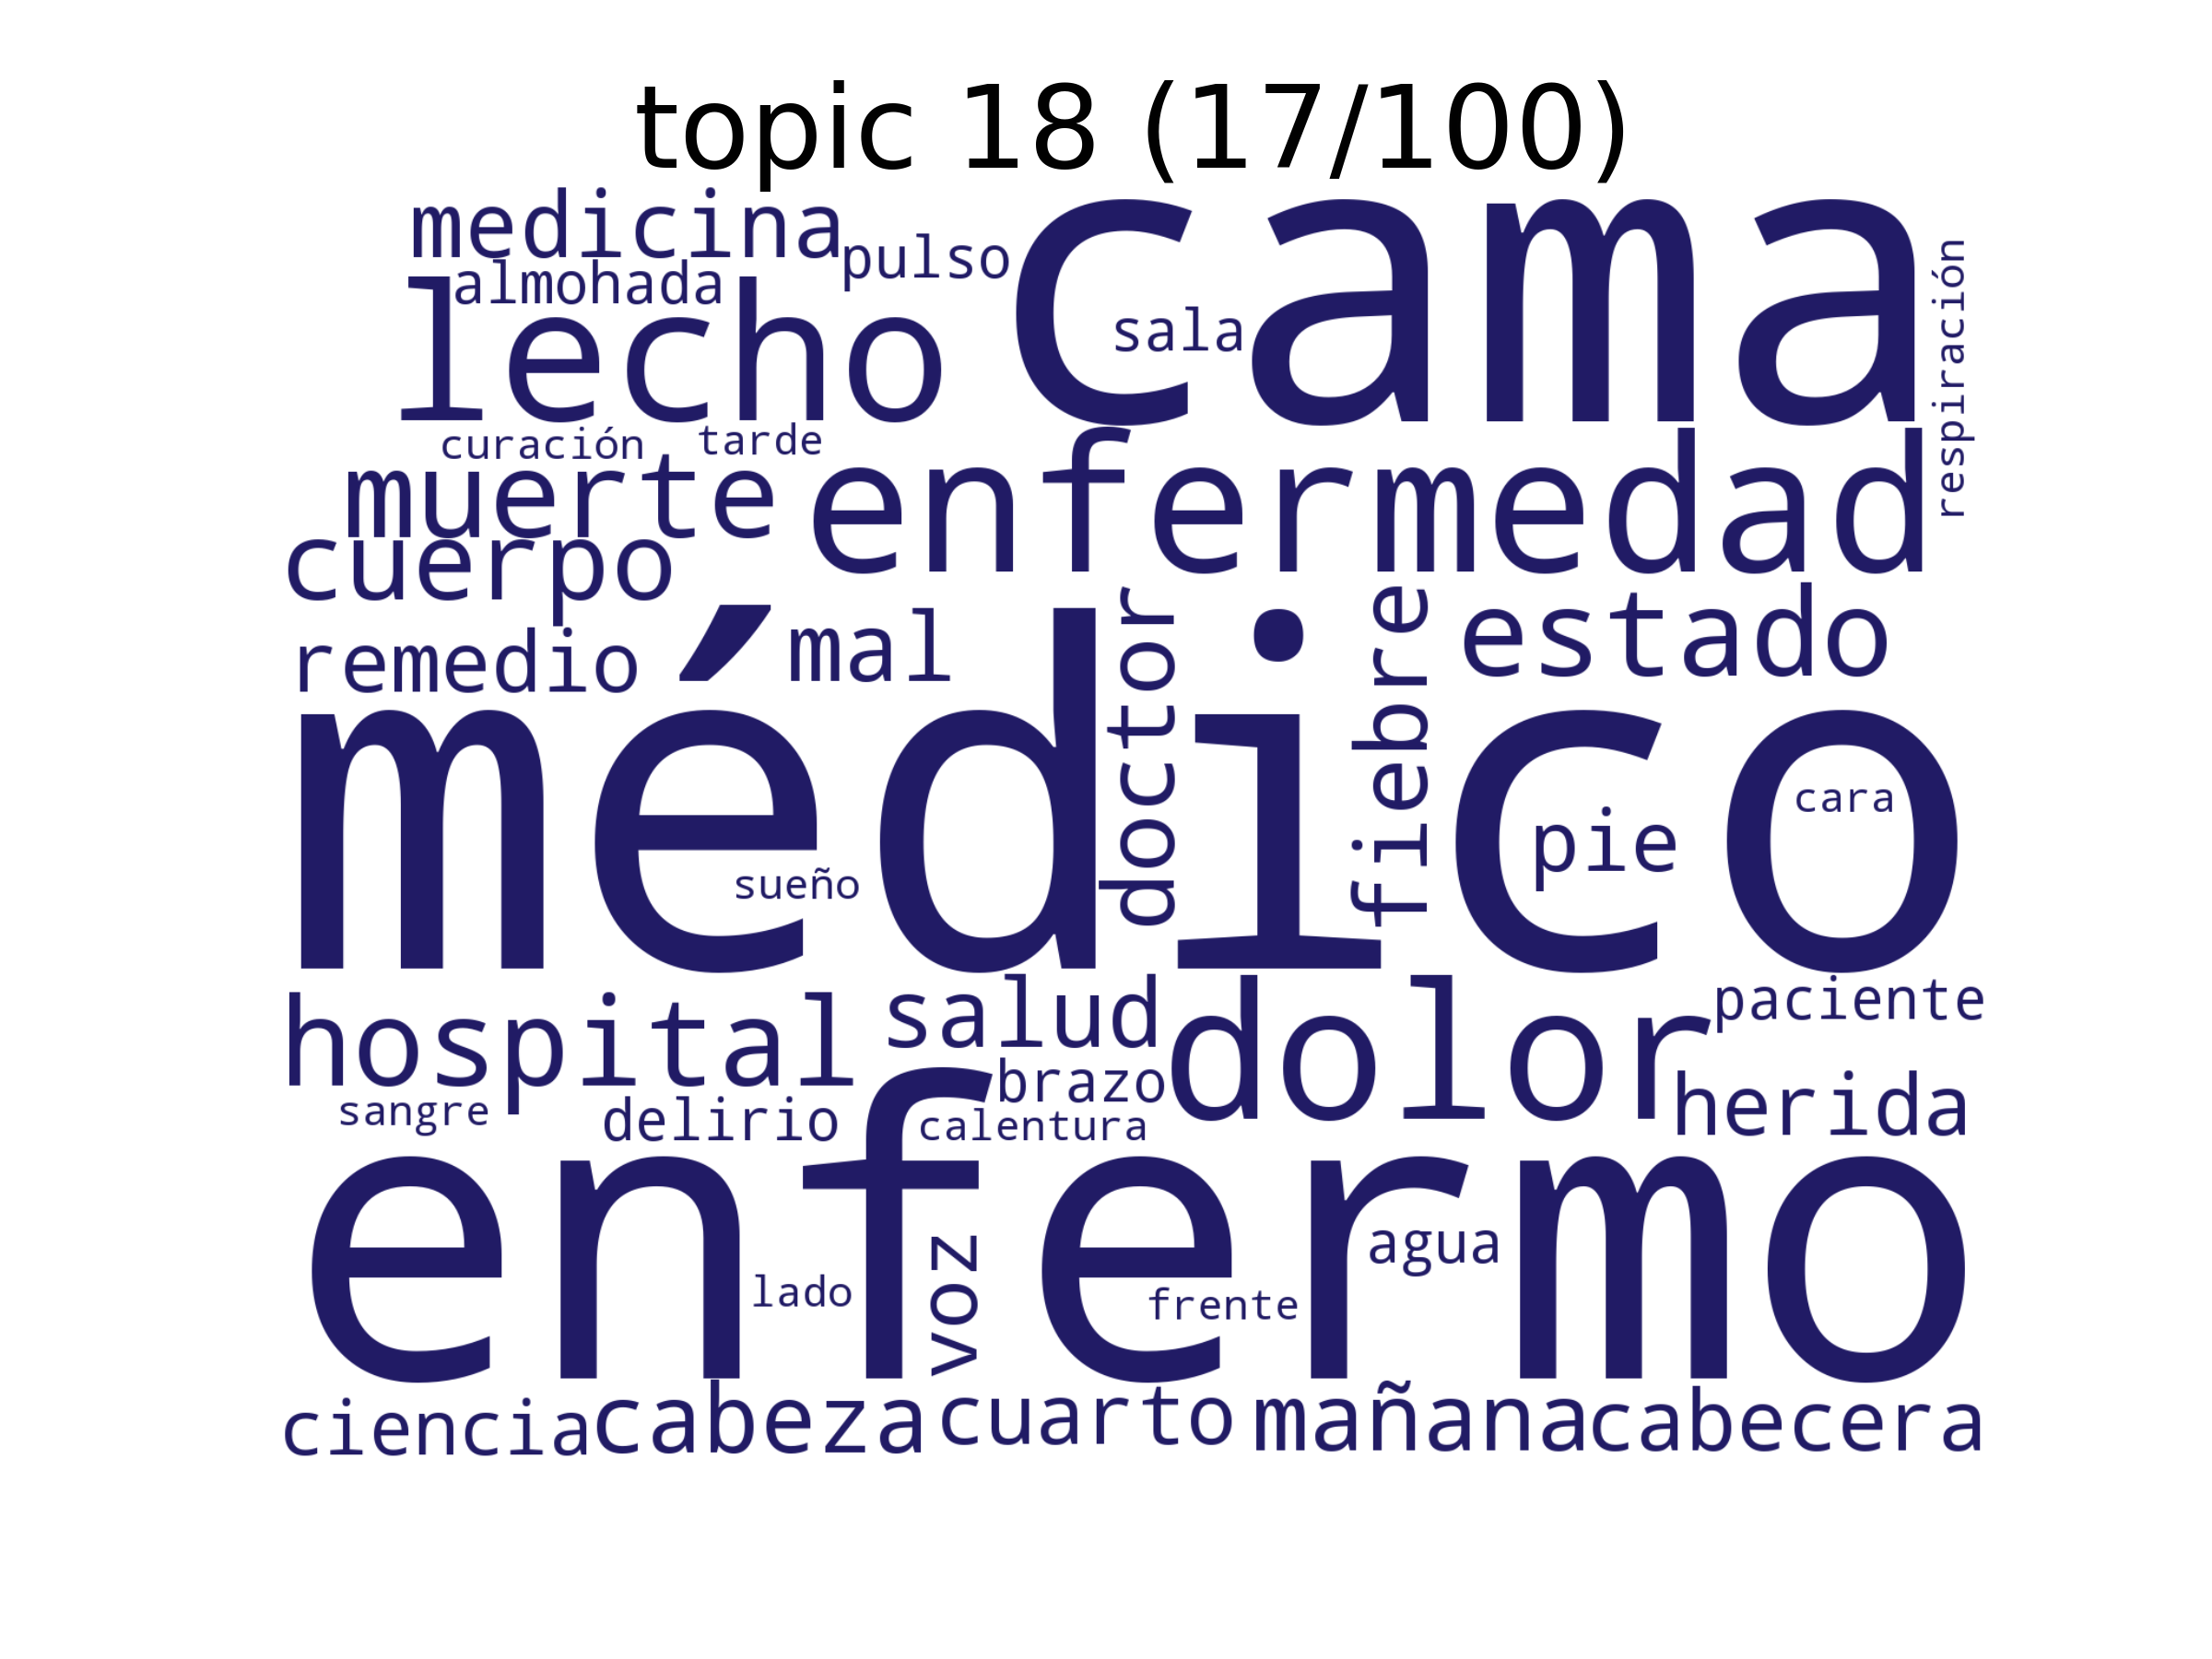 topic 18 (17/100)
medicina
cama
pulso
almohada
lecho
sala
respiración
curación
tarde
muerte
enfermedad
cuerpo
estado
remedio
mal
médico
doctor
fiebre
cara
pie
sueño
hospital
salud
dolor
paciente
brazo
herida
sangre
delirio
calentura
enfermo
agua
voz
lado
frente
ciencia
cabeza
cuarto
mañana
cabecera